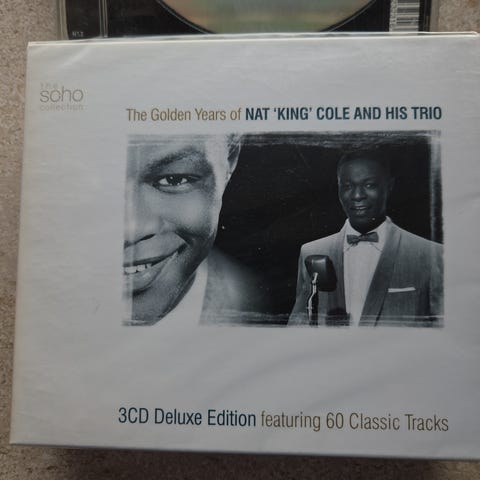 N13
the
soho
collection
The Golden Years of NAT 'KING' COLE AND HIS TRIO
3CD Deluxe Edition featuring 60 Classic Tracks